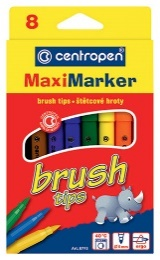 8
centropen
MaxiMarker
brush tips • štětcové hroty
brush
tips